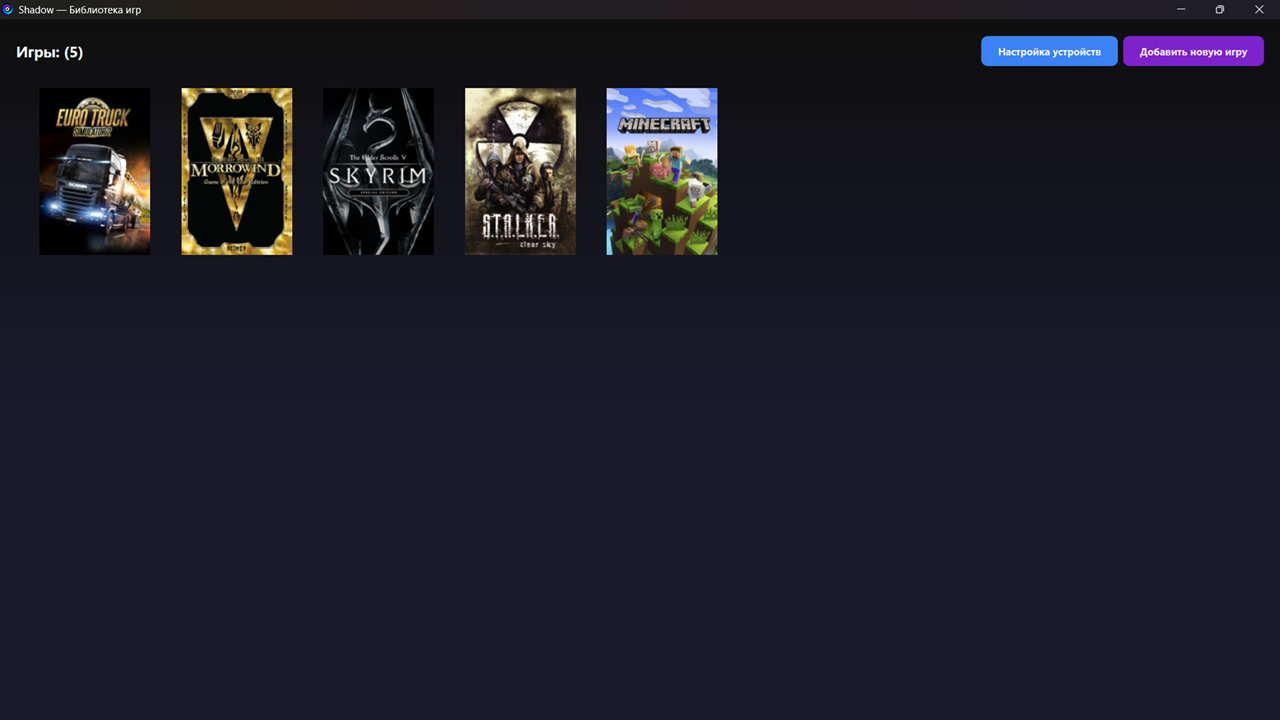 Shadow — Библиотека игр
Игры: (5)
Настройка устройств
Добавить новую игру
EURO TRUCK
SIMULATOR 2
MORROWIND
Game of the Year Edition
The Elder Scrolls V
SKYRIM
SPECIAL EDITION
S.T.A.L.K.E.R.
clear sky
MINECRAFT